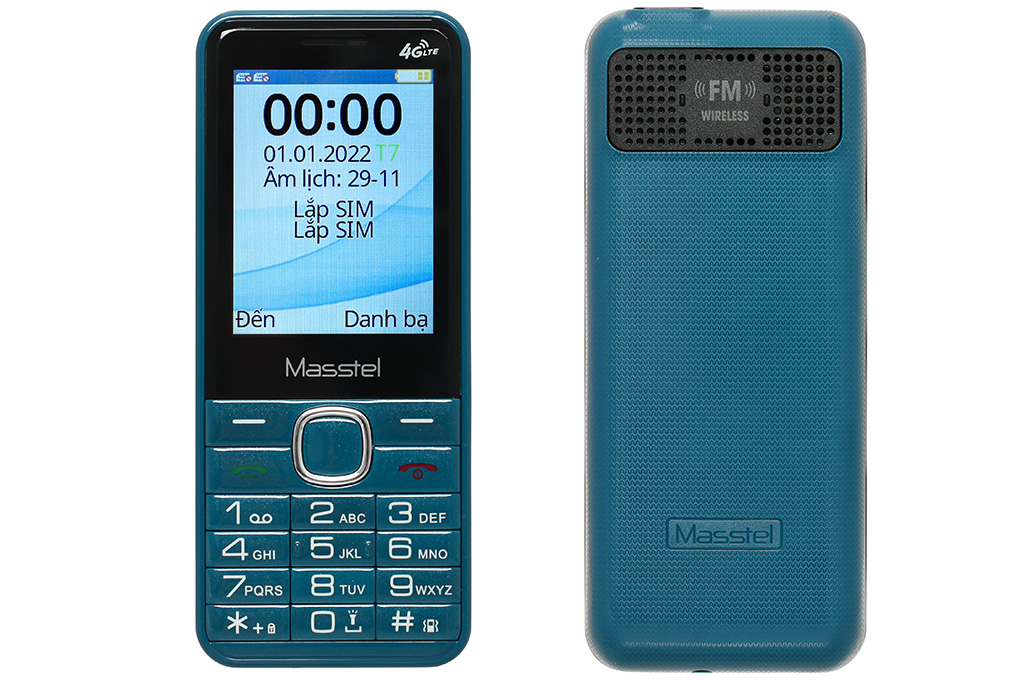 4G LTE
00:00
01.01.2022 T7
Âm lịch: 29-11
Lắp SIM
Lắp SIM
Đến Danh bạ
Masstel
1
2 ABC
3 DEF
4 GHI
5 JKL
6 MNO
7 PQRS
8 TUV
9 WXYZ
* +
0
#
FM
WIRELESS
Masstel